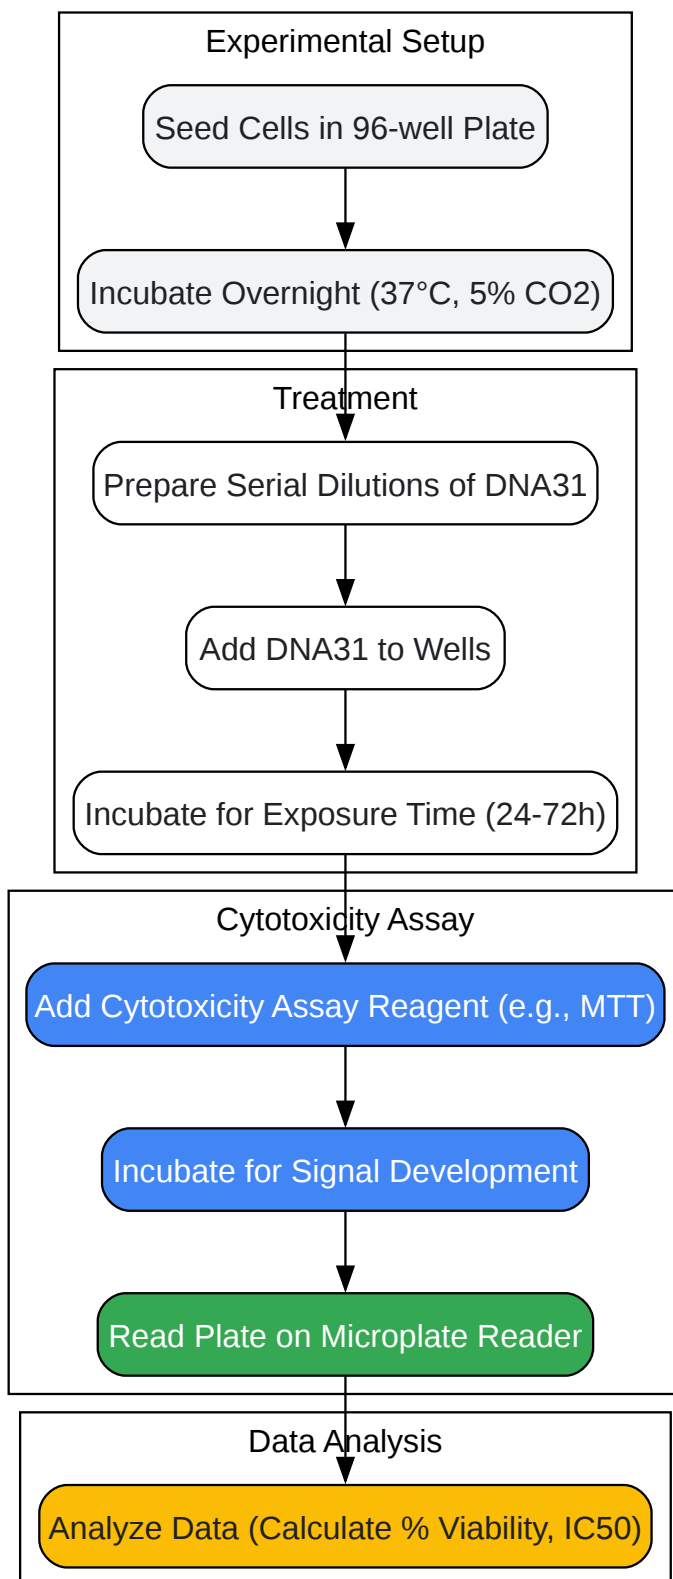 Experimental Setup
Seed Cells in 96-well Plate
Incubate Overnight (37°C, 5% CO2)
Treatment
Prepare Serial Dilutions of DNA31
Add DNA31 to Wells
Incubate for Exposure Time (24-72h)
Cytotoxicity Assay
Add Cytotoxicity Assay Reagent (e.g., MTT)
Incubate for Signal Development
Read Plate on Microplate Reader
Data Analysis
Analyze Data (Calculate % Viability, IC50)